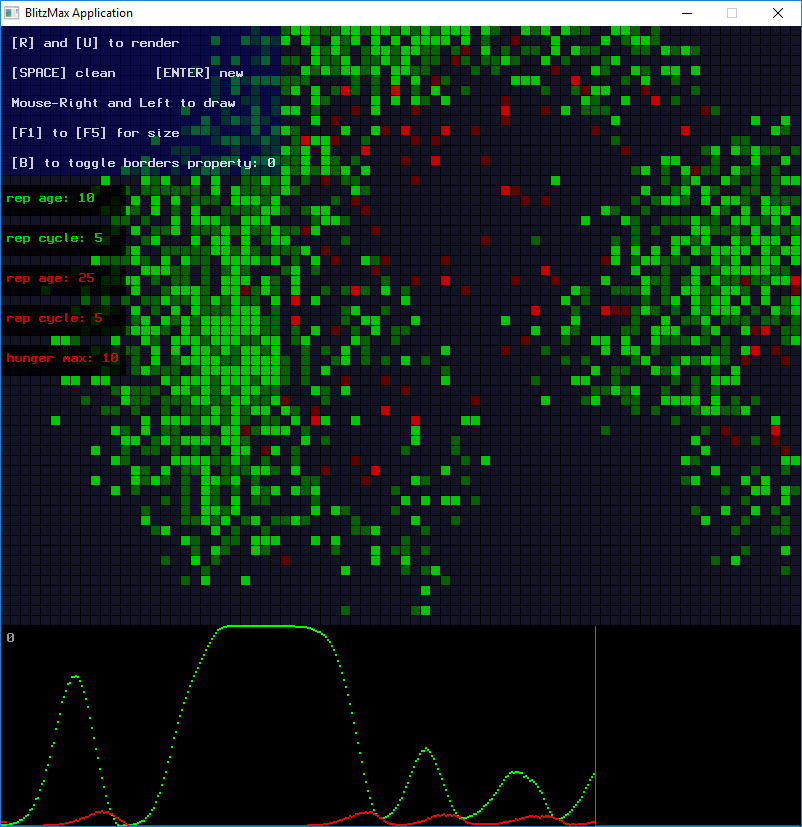 BlitzMax Application
[R] and [U] to render
[SPACE] clean [ENTER] new
Mouse-Right and Left to draw
[F1] to [F5] for size
[B] to toggle borders property: 0
rep age: 10
rep cycle: 5
rep age: 25
rep cycle: 5
hunger max: 10
0